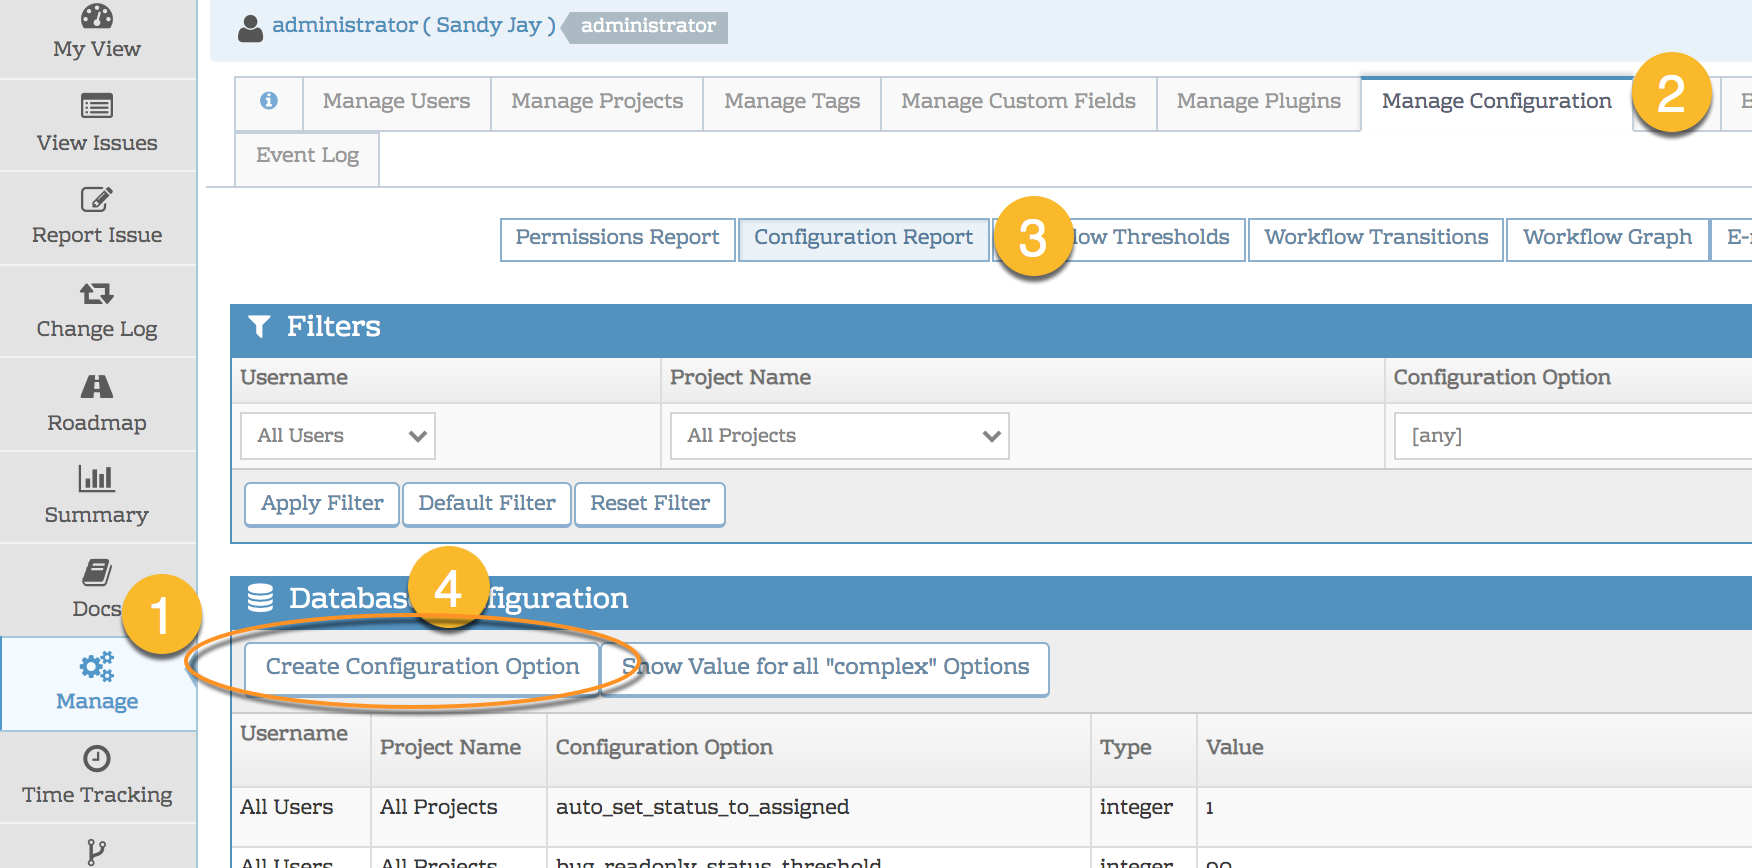 My View
View Issues
Report Issue
Change Log
Roadmap
Summary
Docs
1
Manage
Time Tracking
administrator ( Sandy Jay ) administrator
Manage Users Manage Projects Manage Tags Manage Custom Fields Manage Plugins Manage Configuration 2
Event Log
Permissions Report Configuration Report 3 low Thresholds Workflow Transitions Workflow Graph E-
Filters
Username Project Name Configuration Option
All Users All Projects [any]
Apply Filter Default Filter Reset Filter
Databas 4 figuration
Create Configuration Option Show Value for all "complex" Options
Username Project Name Configuration Option Type Value
All Users All Projects auto_set_status_to_assigned integer 1
All Users All Projects bug_readonly_status_threshold integer 90